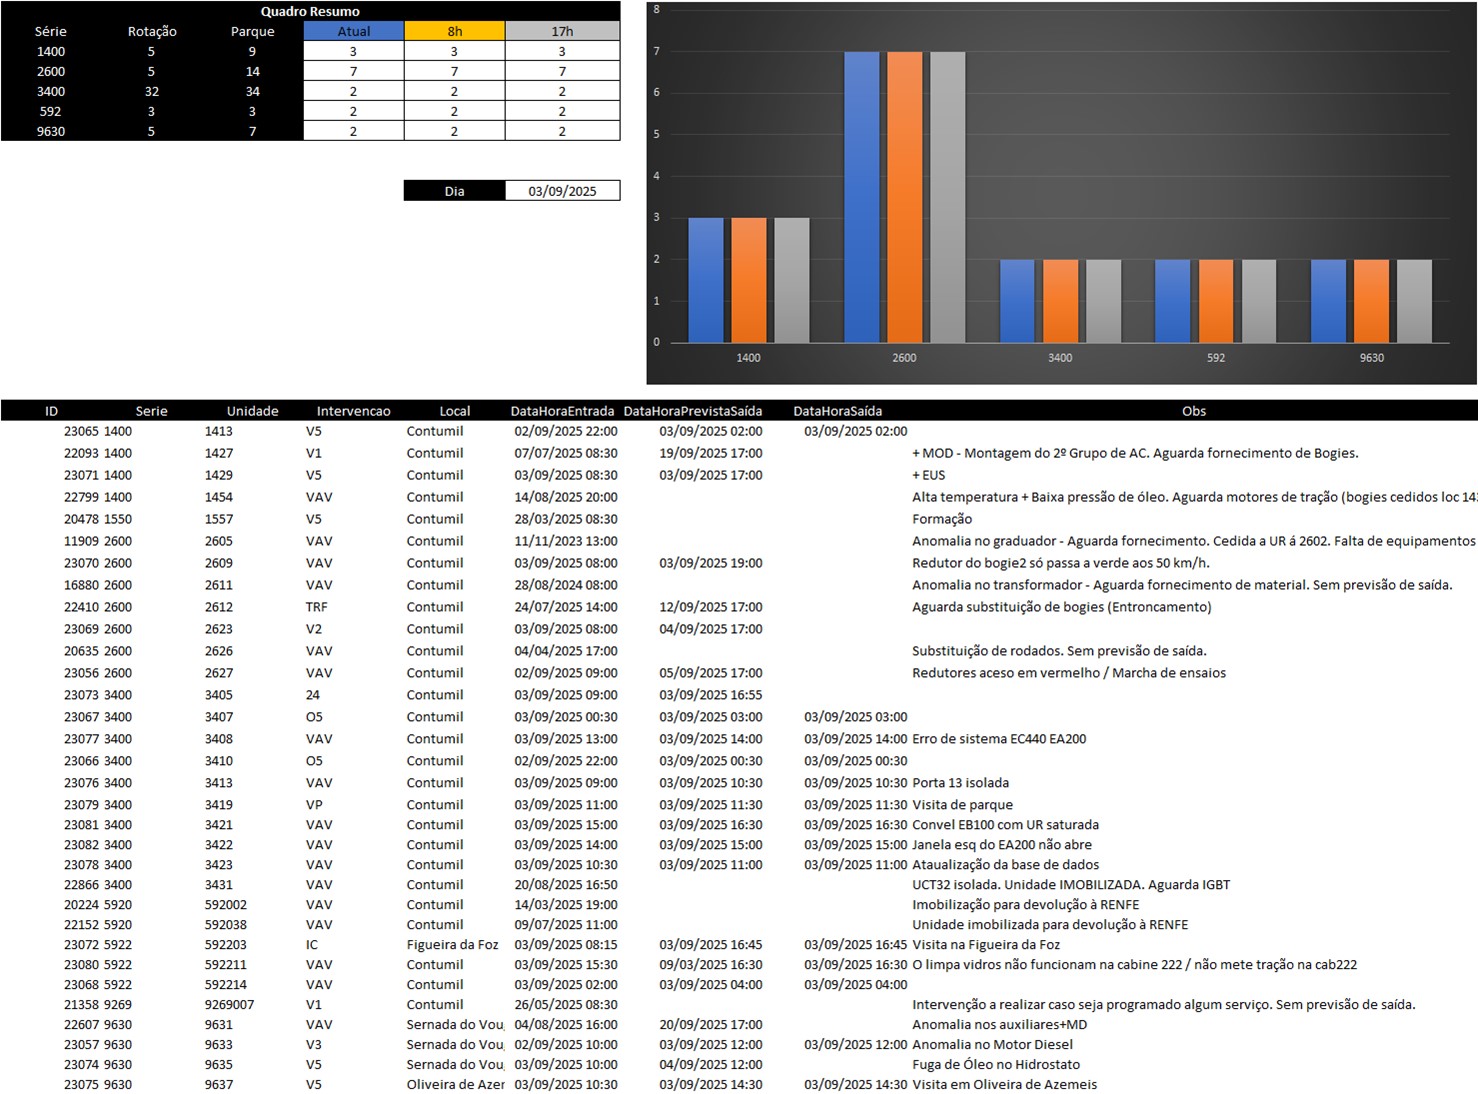 Quadro Resumo
Série Rotação Parque Atual 8h 17h
1400 5 9 3 3 3
2600 5 14 7 7 7
3400 32 34 2 2 2
592 3 3 2 2 2
9630 5 7 2 2 2
Dia 03/09/2025
8
7
6
5
4
3
2
1
0
1400 2600 3400 592 9630
ID Serie Unidade Intervencao Local DataHoraEntrada DataHoraPrevistaSaída DataHoraSaída Obs
23065 1400 1413 V5 Contumil 02/09/2025 22:00 03/09/2025 02:00 03/09/2025 02:00
22093 1400 1427 V1 Contumil 07/07/2025 08:30 19/09/2025 17:00 + MOD - Montagem do 2º Grupo de AC. Aguarda fornecimento de Bogies.
23071 1400 1429 V5 Contumil 03/09/2025 08:30 03/09/2025 17:00 + EUS
22799 1400 1454 VAV Contumil 14/08/2025 20:00 Alta temperatura + Baixa pressão de óleo. Aguarda motores de tração (bogies cedidos loc 14
20478 1550 1557 V5 Contumil 28/03/2025 08:30 Formação
11909 2600 2605 VAV Contumil 11/11/2023 13:00 Anomalia no graduador - Aguarda fornecimento. Cedida a UR á 2602. Falta de equipamentos
23070 2600 2609 VAV Contumil 03/09/2025 08:00 03/09/2025 19:00 Redutor do bogie2 só passa a verde aos 50 km/h.
16880 2600 2611 VAV Contumil 28/08/2024 08:00 Anomalia no transformador - Aguarda fornecimento de material. Sem previsão de saída.
22410 2600 2612 TRF Contumil 24/07/2025 14:00 12/09/2025 17:00 Aguarda substituição de bogies (Entroncamento)
23069 2600 2623 V2 Contumil 03/09/2025 08:00 04/09/2025 17:00
20635 2600 2626 VAV Contumil 04/04/2025 17:00 Substituição de rodados. Sem previsão de saída.
23056 2600 2627 VAV Contumil 02/09/2025 09:00 05/09/2025 17:00 Redutores aceso em vermelho / Marcha de ensaios
23073 3400 3405 24 Contumil 03/09/2025 09:00 03/09/2025 16:55
23067 3400 3407 O5 Contumil 03/09/2025 00:30 03/09/2025 03:00 03/09/2025 03:00
23077 3400 3408 VAV Contumil 03/09/2025 13:00 03/09/2025 14:00 03/09/2025 14:00 Erro de sistema EC440 EA200
23066 3400 3410 O5 Contumil 02/09/2025 22:00 03/09/2025 00:30 03/09/2025 00:30
23076 3400 3413 VAV Contumil 03/09/2025 09:00 03/09/2025 10:30 03/09/2025 10:30 Porta 13 isolada
23079 3400 3419 VP Contumil 03/09/2025 11:00 03/09/2025 11:30 03/09/2025 11:30 Visita de parque
23081 3400 3421 VAV Contumil 03/09/2025 15:00 03/09/2025 16:30 03/09/2025 16:30 Convel EB100 com UR saturada
23082 3400 3422 VAV Contumil 03/09/2025 14:00 03/09/2025 15:00 03/09/2025 15:00 Janela esq do EA200 não abre
23078 3400 3423 VAV Contumil 03/09/2025 10:30 03/09/2025 11:00 03/09/2025 11:00 Ataualização da base de dados
22866 3400 3431 VAV Contumil 20/08/2025 16:50 UCT32 isolada. Unidade IMOBILIZADA. Aguarda IGBT
20224 5920 592002 VAV Contumil 14/03/2025 19:00 Imobilização para devolução à RENFE
22152 5920 592038 VAV Contumil 09/07/2025 11:00 Unidade imobilizada para devolução à RENFE
23072 5922 592203 IC Figueira da Foz 03/09/2025 08:15 03/09/2025 16:45 03/09/2025 16:45 Visita na Figueira da Foz
23080 5922 592211 VAV Contumil 03/09/2025 15:30 09/03/2025 16:30 03/09/2025 16:30 O limpa vidros não funcionam na cabine 222 / não mete tração na cab222
23068 5922 592214 VAV Contumil 03/09/2025 02:00 03/09/2025 04:00 03/09/2025 04:00
21358 9269 9269007 V1 Contumil 26/05/2025 08:30 Intervenção a realizar caso seja programado algum serviço. Sem previsão de saída.
22607 9630 9631 VAV Sernada do Vou 04/08/2025 16:00 20/09/2025 17:00 Anomalia nos auxiliares+MD
23057 9630 9633 V3 Sernada do Vou 02/09/2025 10:00 03/09/2025 12:00 03/09/2025 12:00 Anomalia no Motor Diesel
23074 9630 9635 V5 Sernada do Vou 03/09/2025 10:00 04/09/2025 12:00 Fuga de Óleo no Hidrostato
23075 9630 9637 V5 Oliveira de Azer 03/09/2025 10:30 03/09/2025 14:30 03/09/2025 14:30 Visita em Oliveira de Azemeis